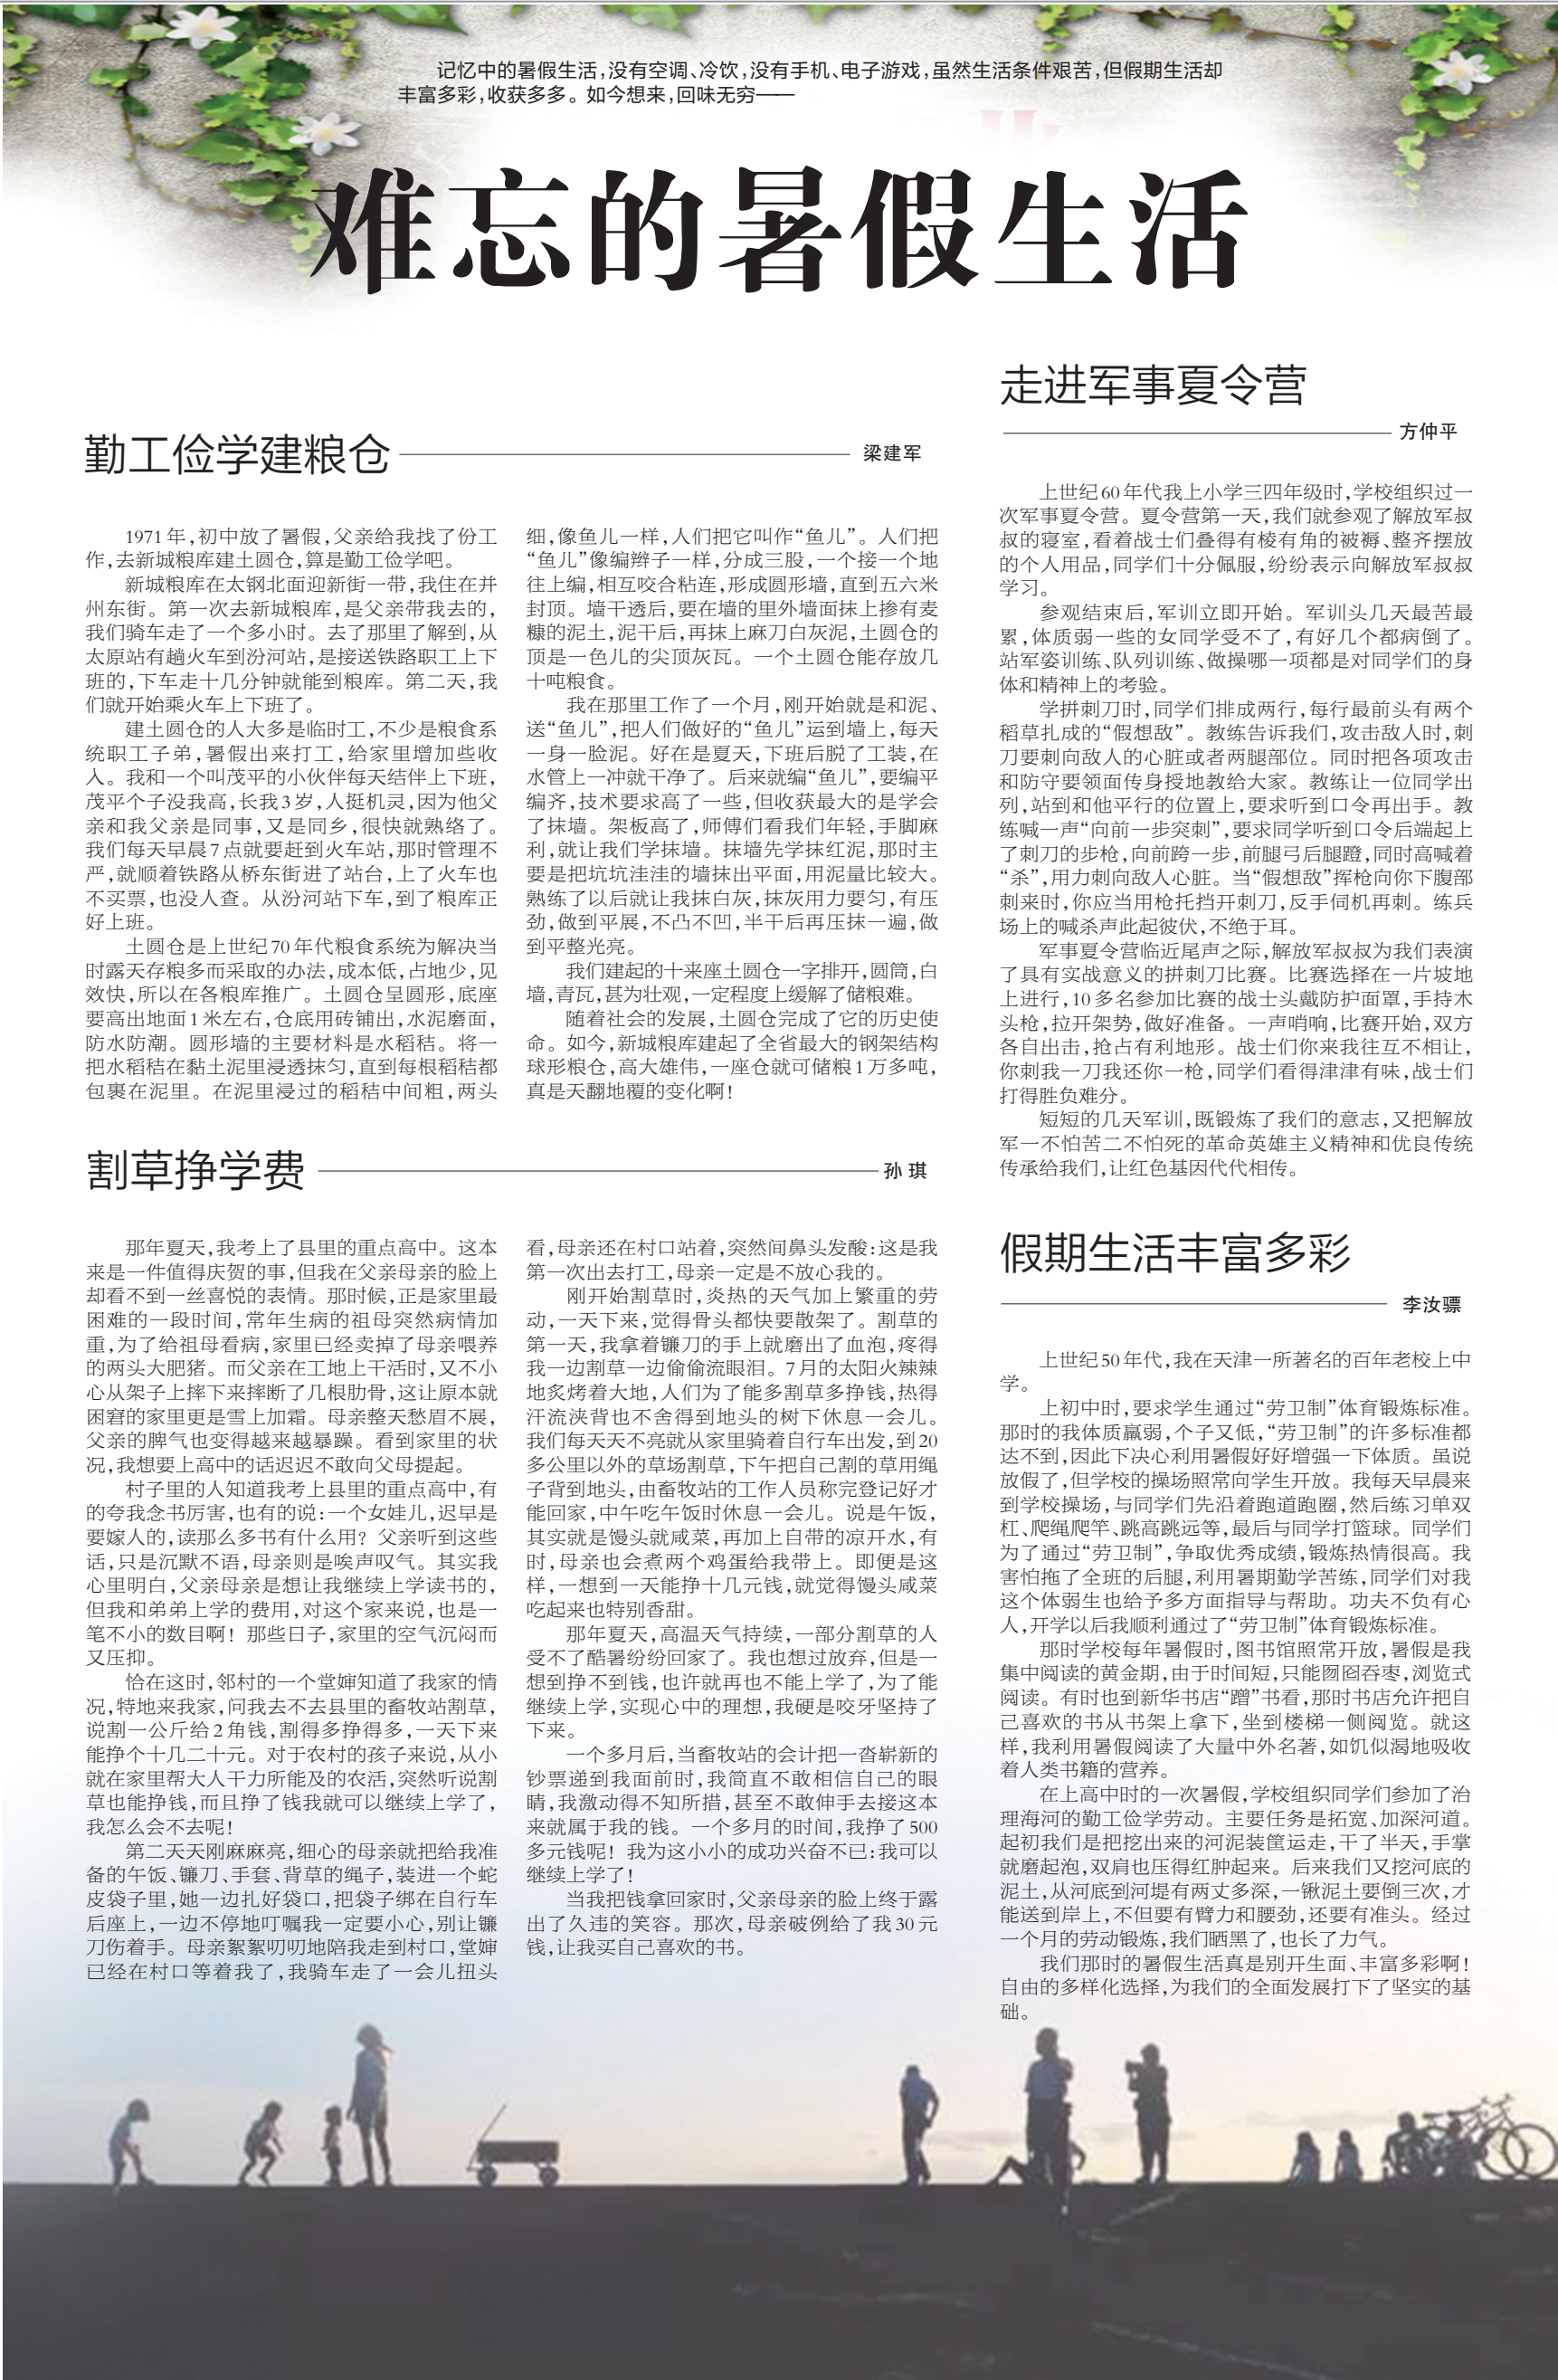 记忆中的暑假生活,没有空调、冷饮,没有手机、电子游戏,虽然生活条件艰苦,但假期生活却
丰富多彩,收获多多。如今想来,回味无穷——
难忘的暑假生活
勤工俭学建粮仓
梁建军
1971年,初中放了暑假,父亲给我找了份工
作,去新城粮库建土圆仓,算是勤工俭学吧。
新城粮库在太钢北面迎新街一带,我住在并
州东街。第一次去新城粮库,是父亲带我去的,
我们骑车走了一个多小时。去了那里了解到,从
太原站有趟火车到汾河站,是接送铁路职工上下
班的,下车走十几分钟就能到粮库。第二天,我
们就开始乘火车上下班了。
建土圆仓的人大多是临时工,不少是粮食系
统职工子弟,暑假出来打工,给家里增加些收
入。我和一个叫茂平的小伙伴每天结伴上下班,
茂平个子没我高,长我3岁,人挺机灵,因为他父
亲和我父亲是同事,又是同乡,很快就熟络了。
我们每天早晨7点就要赶到火车站,那时管理不
严,就顺着铁路从桥东街进了站台,上了火车也
不买票,也没人查。从汾河站下车,到了粮库正
好上班。
土圆仓是上世纪70年代粮食系统为解决当
时露天存粮多而采取的办法,成本低,占地少,见
效快,所以在各粮库推广。土圆仓呈圆形,底座
要高出地面1米左右,仓底用砖铺出,水泥磨面,
防水防潮。圆形墙的主要材料是水稻秸。将一
把水稻秸在黏土泥里浸透抹匀,直到每根稻秸都
包裹在泥里。在泥里浸过的稻秸中间粗,两头
细,像鱼儿一样,人们把它叫作“鱼儿”。人们把
“鱼儿”像编辫子一样,分成三股,一个接一个地
往上编,相互咬合粘连,形成圆形墙,直到五六米
封顶。墙干透后,要在墙的里外墙面抹上掺有麦
糠的泥土,泥干后,再抹上麻刀白灰泥,土圆仓的
顶是一色儿的尖顶灰瓦。一个土圆仓能存放几
十吨粮食。
我在那里工作了一个月,刚开始就是和泥、
送“鱼儿”,把人们做好的“鱼儿”运到墙上,每天
一身一脸泥。好在是夏天,下班后脱了工装,在
水管上一冲就干净了。后来就编“鱼儿”,要编平
编齐,技术要求高了一些,但收获最大的是学会
了抹墙。架板高了,师傅们看我们年轻,手脚麻
利,就让我们学抹墙。抹墙先学抹红泥,那时主
要是把坑坑洼洼的墙抹出平面,用泥量比较大。
熟练了以后就让我抹白灰,抹灰用力要匀,有压
劲,做到平展,不凸不凹,半干后再压抹一遍,做
到平整光亮。
我们建起的十来座土圆仓一字排开,圆筒,白
墙,青瓦,甚为壮观,一定程度上缓解了储粮难。
随着社会的发展,土圆仓完成了它的历史使
命。如今,新城粮库建起了全省最大的钢架结构
球形粮仓,高大雄伟,一座仓就可储粮1万多吨,
真是天翻地覆的变化啊!
割草挣学费
孙 琪
那年夏天,我考上了县里的重点高中。这本
来是一件值得庆贺的事,但我在父亲母亲的脸上
却看不到一丝喜悦的表情。那时候,正是家里最
困难的一段时间,常年生病的祖母突然病情加
重,为了给祖母看病,家里已经卖掉了母亲喂养
的两头大肥猪。而父亲在工地上干活时,又不小
心从架子上摔下来摔断了几根肋骨,这让原本就
困窘的家里更是雪上加霜。母亲整天愁眉不展,
父亲的脾气也变得越来越暴躁。看到家里的状
况,我想要上高中的话迟迟不敢向父母提起。
村子里的人知道我考上县里的重点高中,有
的夸我念书厉害,也有的说:一个女娃儿,迟早是
要嫁人的,读那么多书有什么用?父亲听到这些
话,只是沉默不语,母亲则是唉声叹气。其实我
心里明白,父亲母亲是想让我继续上学读书的,
但我和弟弟上学的费用,对这个家来说,也是一
笔不小的数目啊!那些日子,家里的空气沉闷而
又压抑。
恰在这时,邻村的一个堂婶知道了我家的情
况,特地来我家,问我去不去县里的畜牧站割草,
说割一公斤给2角钱,割得多挣得多,一天下来
能挣个十几二十元。对于农村的孩子来说,从小
就在家里帮大人干力所能及的农活,突然听说割
草也能挣钱,而且挣了钱我就可以继续上学了,
我怎么会不去呢!
第二天天刚麻麻亮,细心的母亲就把给我准
备的午饭、镰刀、手套、背草的绳子,装进一个蛇
皮袋子里,她一边扎好袋口,把袋子绑在自行车
后座上,一边不停地叮嘱我一定要小心,别让镰
刀伤着手。母亲絮絮叨叨地陪我走到村口,堂婶
已经在村口等着我了,我骑车走了一会儿扭头
看,母亲还在村口站着,突然间鼻头发酸:这是我
第一次出去打工,母亲一定是不放心我的。
刚开始割草时,炎热的天气加上繁重的劳
动,一天下来,觉得骨头都快要散架了。割草的
第一天,我拿着镰刀的手上就磨出了血泡,疼得
我一边割草一边偷偷流眼泪。7月的太阳火辣辣
地炙烤着大地,人们为了能多割草多挣钱,热得
汗流浃背也不舍得到地头的树下休息一会儿。
我们每天天不亮就从家里骑着自行车出发,到20
多公里以外的草场割草,下午把自己割的草用绳
子背到地头,由畜牧站的工作人员称完登记好才
能回家,中午吃午饭时休息一会儿。说是午饭,
其实就是馒头就咸菜,再加上自带的凉开水,有
时,母亲也会煮两个鸡蛋给我带上。即便是这
样,一想到一天能挣十几元钱,就觉得馒头咸菜
吃起来也特别香甜。
那年夏天,高温天气持续,一部分割草的人
受不了酷暑纷纷回家了。我也想过放弃,但是一
想到挣不到钱,也许就再也不能上学了,为了能
继续上学,实现心中的理想,我硬是咬牙坚持了
下来。
一个多月后,当畜牧站的会计把一沓崭新的
钞票递到我面前时,我简直不敢相信自己的眼
睛,我激动得不知所措,甚至不敢伸手去接这本
来就属于我的钱。一个多月的时间,我挣了500
多元钱呢!我为这小小的成功兴奋不已:我可以
继续上学了!
当我把钱拿回家时,父亲母亲的脸上终于露
出了久违的笑容。那次,母亲破例给了我30元
钱,让我买自己喜欢的书。
走进军事夏令营
方仲平
上世纪60年代我上小学三四年级时,学校组织过一
次军事夏令营。夏令营第一天,我们就参观了解放军叔
叔的寝室,看着战士们叠得有棱有角的被褥、整齐摆放
的个人用品,同学们十分佩服,纷纷表示向解放军叔叔
学习。
参观结束后,军训立即开始。军训头几天最苦最
累,体质弱一些的女同学受不了,有好几个都病倒了。
站军姿训练、队列训练、做操哪一项都是对同学们的身
体和精神上的考验。
学拼刺刀时,同学们排成两行,每行最前头有两个
稻草扎成的“假想敌”。教练告诉我们,攻击敌人时,刺
刀要刺向敌人的心脏或者两腿部位。同时把各项攻击
和防守要领面传身授地教给大家。教练让一位同学出
列,站到和他平行的位置上,要求听到口令再出手。教
练喊一声“向前一步突刺”,要求同学听到口令后端起上
了刺刀的步枪,向前跨一步,前腿弓后腿蹬,同时高喊着
“杀”,用力刺向敌人心脏。当“假想敌”挥枪向你下腹部
刺来时,你应当用枪托挡开刺刀,反手伺机再刺。练兵
场上的喊杀声此起彼伏,不绝于耳。
军事夏令营临近尾声之际,解放军叔叔为我们表演
了具有实战意义的拼刺刀比赛。比赛选择在一片坡地
上进行,10多名参加比赛的战士头戴防护面罩,手持木
头枪,拉开架势,做好准备。一声哨响,比赛开始,双方
各自出击,抢占有利地形。战士们你来我往互不相让,
你刺我一刀我还你一枪,同学们看得津津有味,战士们
打得胜负难分。
短短的几天军训,既锻炼了我们的意志,又把解放
军一不怕苦二不怕死的革命英雄主义精神和优良传统
传承给我们,让红色基因代代相传。
假期生活丰富多彩
李汝骠
上世纪50年代,我在天津一所著名的百年老校上中
学。
上初中时,要求学生通过“劳卫制”体育锻炼标准。
那时的我体质羸弱,个子又低,“劳卫制”的许多标准都
达不到,因此下决心利用暑假好好增强一下体质。虽说
放假了,但学校的操场照常向学生开放。我每天早晨来
到学校操场,与同学们先沿着跑道跑圈,然后练习单双
杠、爬绳爬竿、跳高跳远等,最后与同学打篮球。同学们
为了通过“劳卫制”,争取优秀成绩,锻炼热情很高。我
害怕拖了全班的后腿,利用暑期勤学苦练,同学们对我
这个体弱生也给予多方面指导与帮助。功夫不负有心
人,开学以后我顺利通过了“劳卫制”体育锻炼标准。
那时学校每年暑假时,图书馆照常开放,暑假是我
集中阅读的黄金期,由于时间短,只能囫囵吞枣,浏览式
阅读。有时也到新华书店“蹭”书看,那时书店允许把自
己喜欢的书从书架上拿下,坐到楼梯一侧阅览。就这
样,我利用暑假阅读了大量中外名著,如饥似渴地吸收
着人类书籍的营养。
在上高中时的一次暑假,学校组织同学们参加了治
理海河的勤工俭学劳动。主要任务是拓宽、加深河道。
起初我们是把挖出来的河泥装筐运走,干了半天,手掌
就磨起泡,双肩也压得红肿起来。后来我们又挖河底的
泥土,从河底到河堤有两丈多深,一锹泥土要倒三次,才
能送到岸上,不但要有臂力和腰劲,还要有准头。经过
一个月的劳动锻炼,我们晒黑了,也长了力气。
我们那时的暑假生活真是别开生面、丰富多彩啊!
自由的多样化选择,为我们的全面发展打下了坚实的基
础。